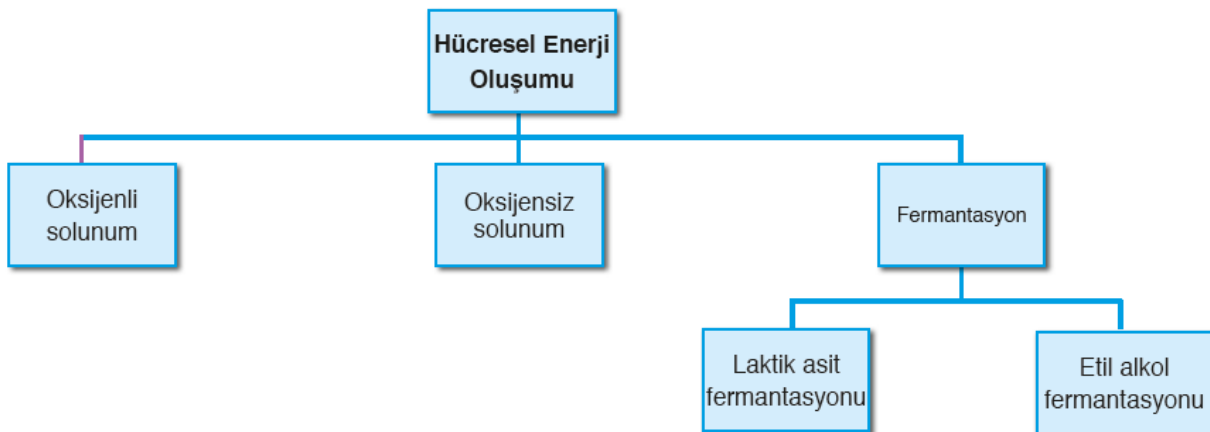 Hücresel Enerji
Oluşumu
Oksijenli
solunum
Oksijensiz
solunum
Fermantasyon
Laktik asit
fermantasyonu
Etil alkol
fermantasyonu